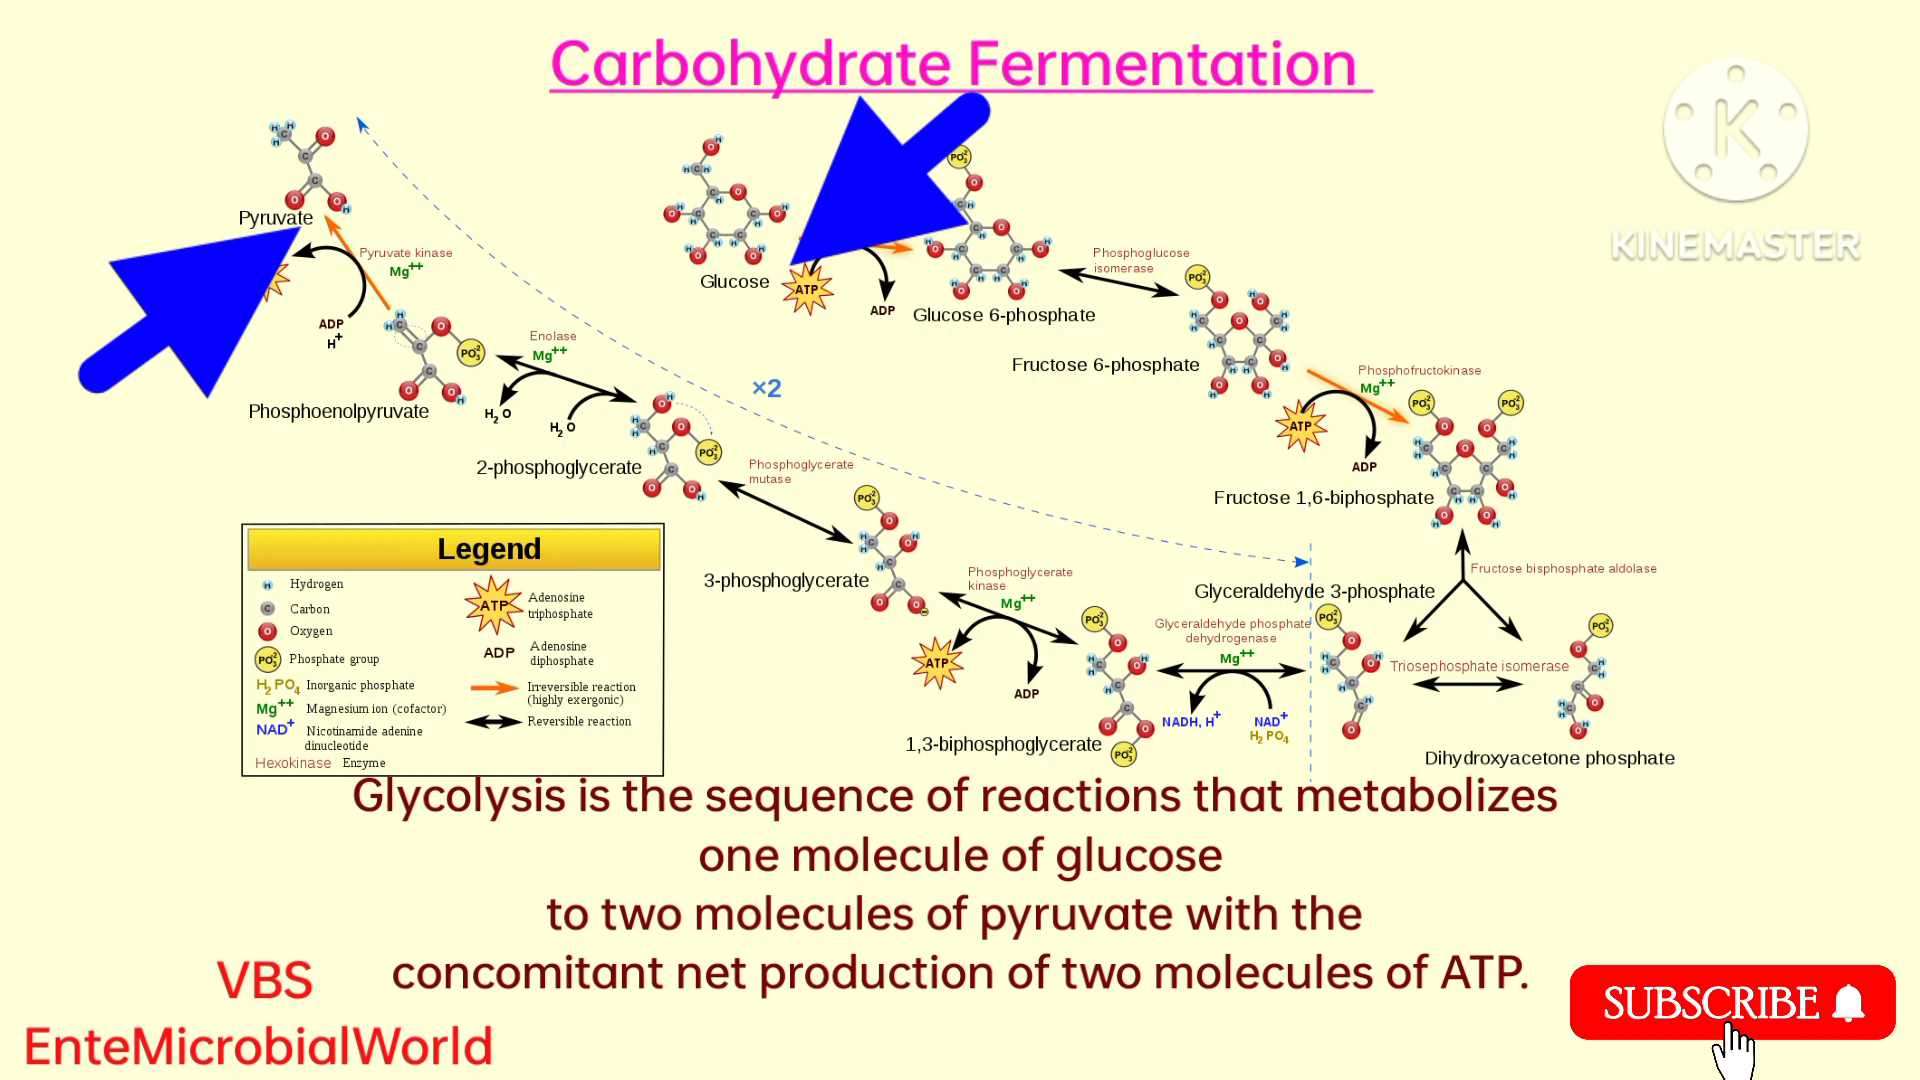 Carbohydrate Fermentation
KINEMASTER
Pyruvate
Pyruvate kinase
Mg++
ADP
H+
Phosphoenolpyruvate
Enolase
Mg++
H2O
H2O
2-phosphoglycerate
Phosphoglycerate
mutase
3-phosphoglycerate
Phosphoglycerate
kinase
Mg++
ATP
ADP
1,3-biphosphoglycerate
Glyceraldehyde phosphate
dehydrogenase
Mg++
NADH, H+
NAD+
H2PO4
×2
Glucose
ATP
ADP
Glucose 6-phosphate
Phosphoglucose
isomerase
Fructose 6-phosphate
Phosphofructokinase
Mg++
ATP
ADP
Fructose 1,6-biphosphate
Fructose bisphosphate aldolase
Glyceraldehyde 3-phosphate
Triosephosphate isomerase
Dihydroxyacetone phosphate
Legend
H Hydrogen
C Carbon
O Oxygen
PO3-2 Phosphate group
H2PO4 Inorganic phosphate
Mg++ Magnesium ion (cofactor)
NAD+ Nicotinamide adenine
dinucleotide
Hexokinase Enzyme
ATP Adenosine
triphosphate
ADP Adenosine
diphosphate
Irreversible reaction
(highly exergonic)
Reversible reaction
Glycolysis is the sequence of reactions that metabolizes
one molecule of glucose
to two molecules of pyruvate with the
concomitant net production of two molecules of ATP.
VBS
EnteMicrobialWorld
SUBSCRIBE